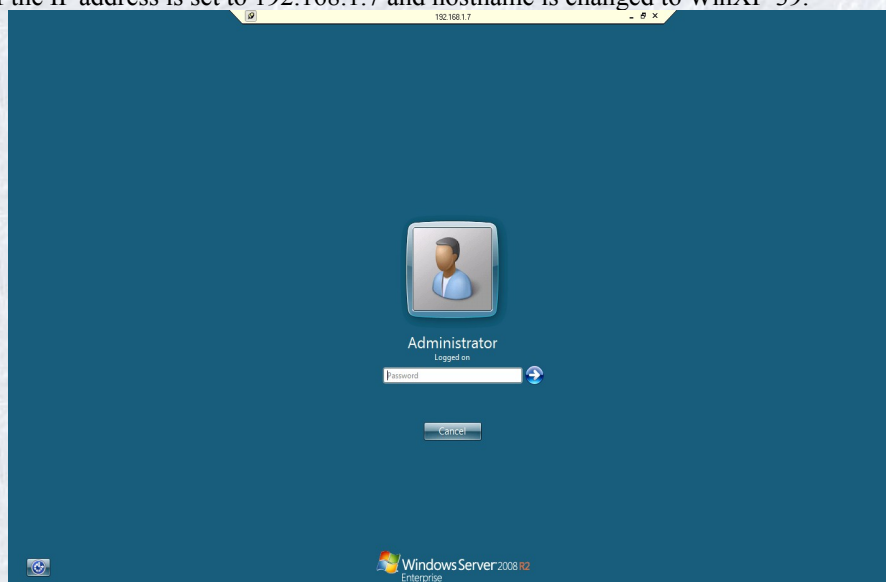 the IP address is set to 192.168.1.7 and hostname is changed to WinXP-59.
192.168.1.7
Administrator
Logged on
Password
Cancel
Windows Server 2008 R2
Enterprise